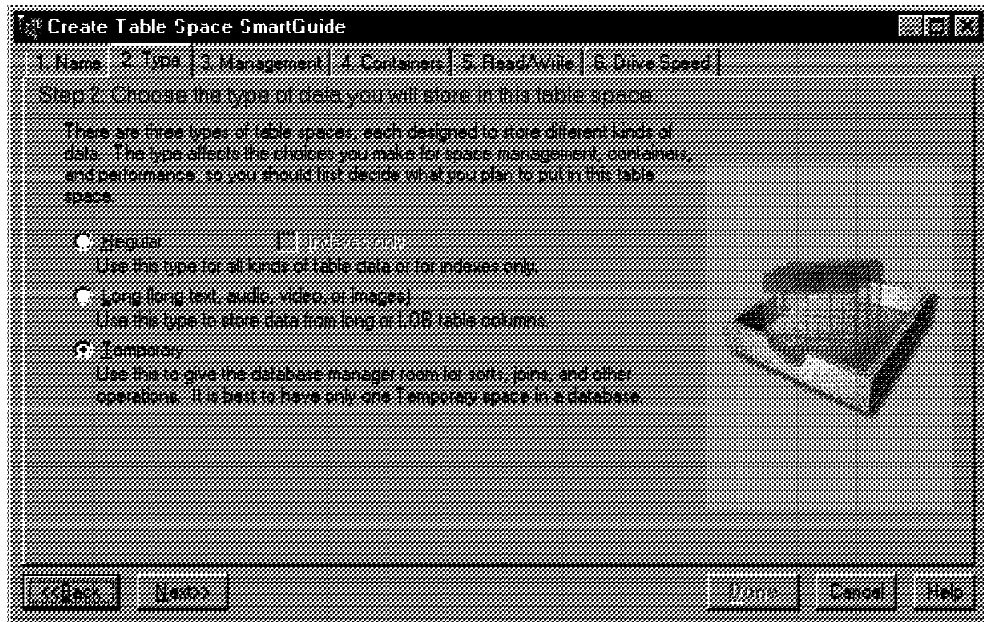 Create Table Space SmartGuide
1. Name 2. Type 3. Management 4. Containers 5. Read/Write 6. Drive Speed
Step 2: Choose the type of data you will store in this table space.
There are three types of table spaces, each designed to store different kinds of
data. The type affects the choices you make for space management, containers,
and performance, so you should first decide what you plan to put in this table
space.
Regular Indexes only
Use this type for all kinds of table data or for indexes only.
Long (long text, audio, video, or images)
Use this type to store data from long or LOB table columns.
Temporary
Use this to give the database manager room for sorts, joins, and other
operations. It is best to have only one Temporary space in a database.
<<Back Next>> Done Cancel Help